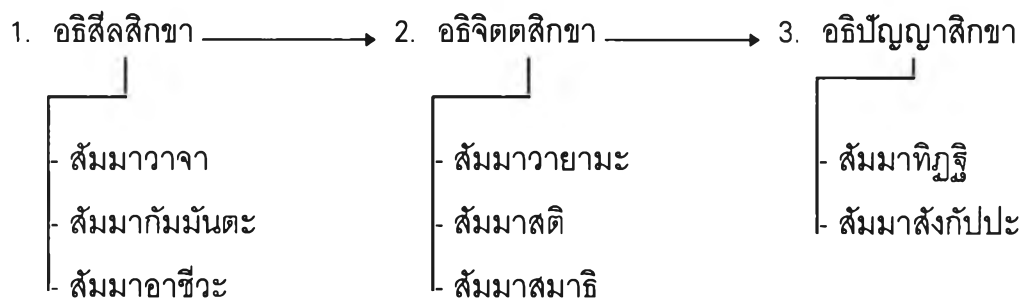 1. อธิสีลสิกขา 2. อธิจิตตสิกขา 3. อธิปัญญาสิกขา
- สัมมาวาจา - สัมมาวายามะ - สัมมาทิฏฐิ
- สัมมากัมมันตะ - สัมมาสติ - สัมมาสังกัปปะ
- สัมมาอาชีวะ - สัมมาสมาธิ